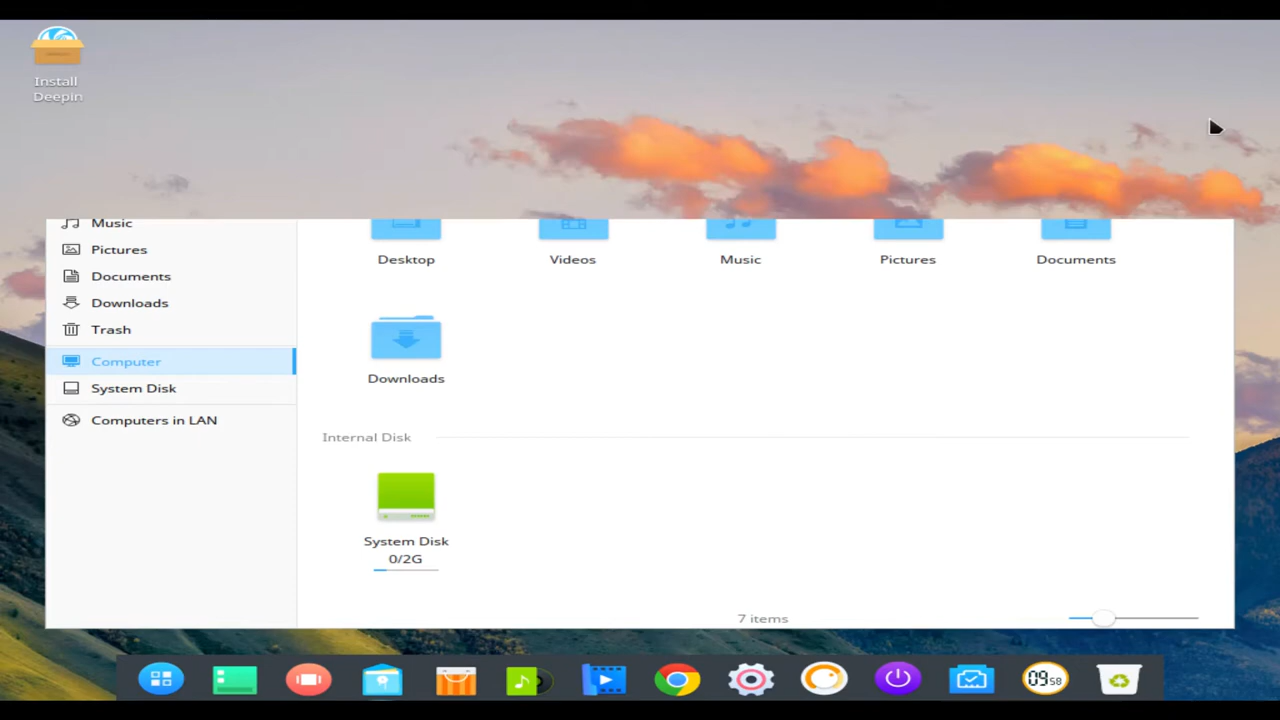 Install
Deepin
Music
Pictures
Documents
Downloads
Trash
Computer
System Disk
Computers in LAN
Desktop
Videos
Music
Pictures
Documents
Downloads
Internal Disk
System Disk
0/2G
7 items
09 58